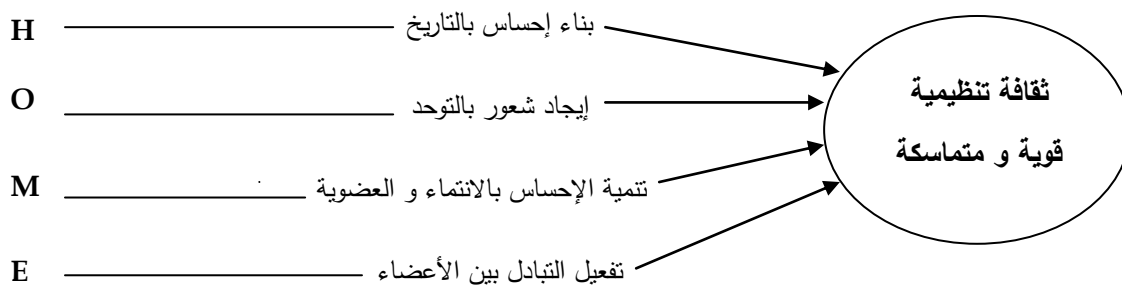 H بناء إحساس بالتاريخ
O إيجاد شعور بالتوحد
M تنمية الإحساس بالانتماء و العضوية
E تفعيل التبادل بين الأعضاء
ثقافة تنظيمية
قوية و متماسكة